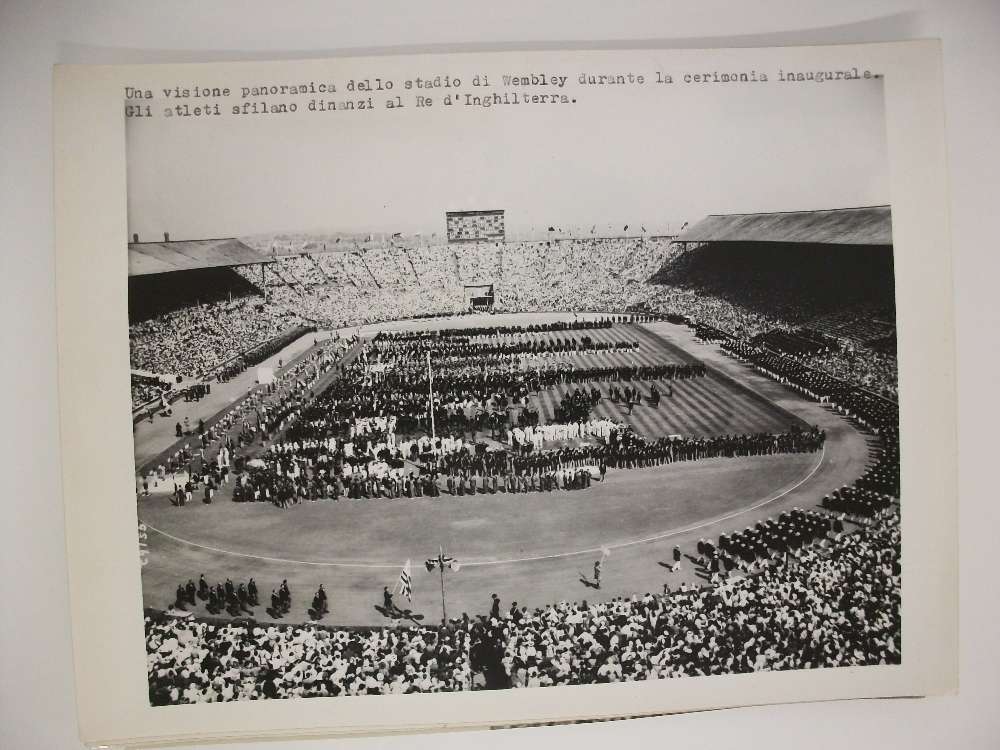 Una visione panoramica dello stadio di Wembley durante la cerimonia inaugurale.
Gli atleti sfilano dinanzi al Re d'Inghilterra.